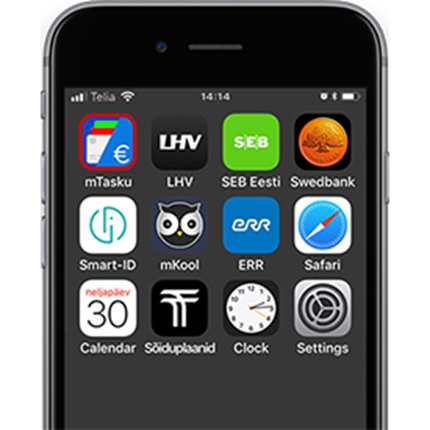 Telia 14:14
€ LHV S|E|B
mTasku LHV SEB Eesti Swedbank
err
Smart-ID mKool ERR Safari
neljapäev
30
Calendar Sõiduplaanid Clock Settings